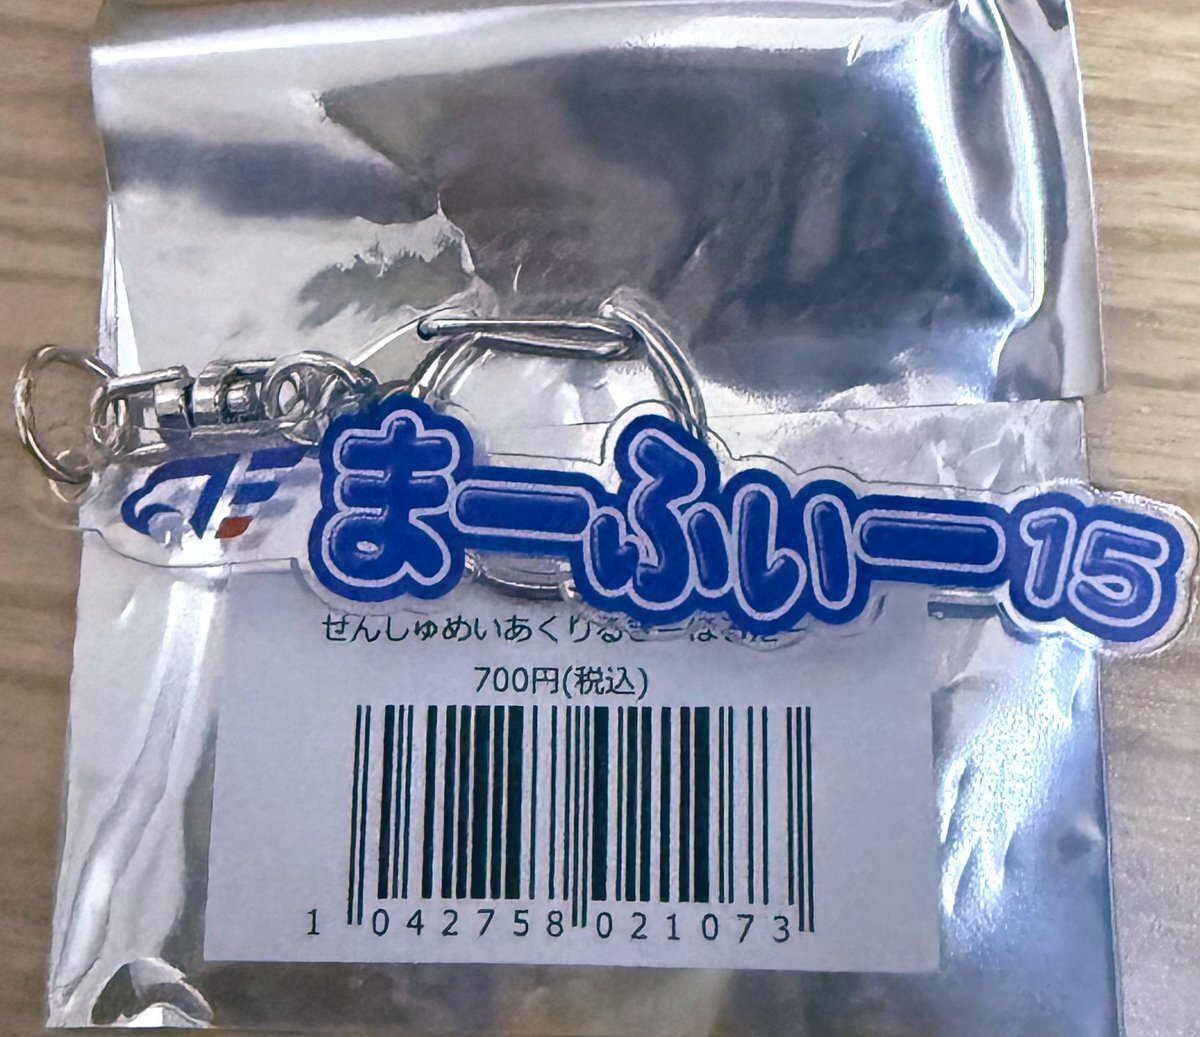 TF
まーふぃー15
せんしゅめいあくりるきーほるだー
700円(税込)
1 042758 021073